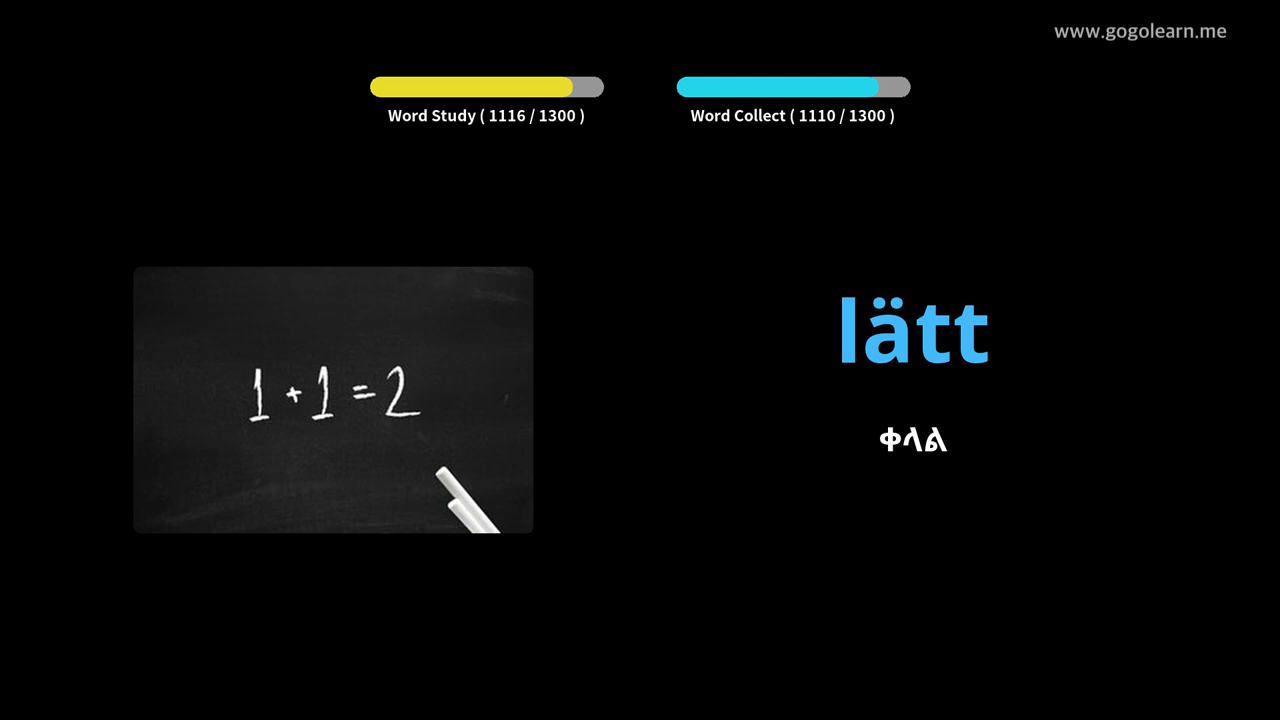 www.gogolearn.me
Word Study ( 1116 / 1300 )
Word Collect ( 1110 / 1300 )
1 + 1 = 2
lätt
ቀላል